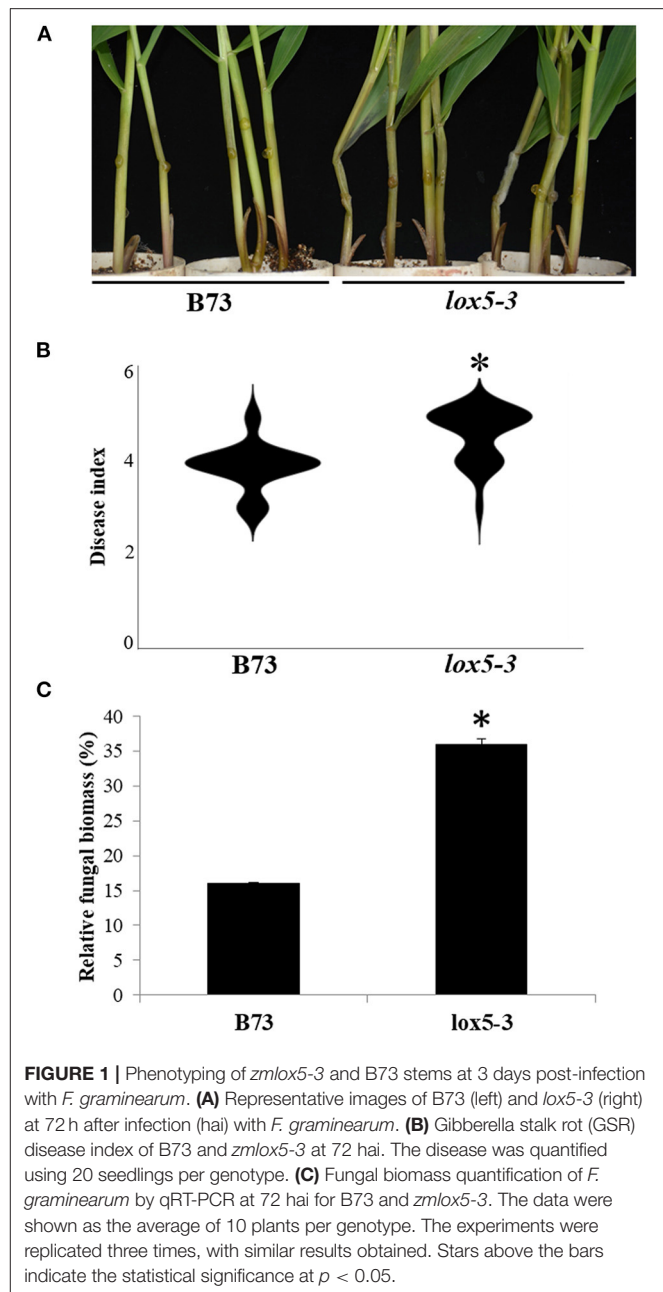 A
B73
lox5-3
B
Disease index
6
4
2
0
*
B73
lox5-3
C
Relative fungal biomass (%)
40
35
30
25
20
15
10
5
0
*
B73
lox5-3
FIGURE 1 | Phenotyping of zmlox5-3 and B73 stems at 3 days post-infection
with F. graminearum. (A) Representative images of B73 (left) and lox5-3 (right)
at 72 h after infection (hai) with F. graminearum. (B) Gibberella stalk rot (GSR)
disease index of B73 and zmlox5-3 at 72 hai. The disease was quantified
using 20 seedlings per genotype. (C) Fungal biomass quantification of F.
graminearum by qRT-PCR at 72 hai for B73 and zmlox5-3. The data were
shown as the average of 10 plants per genotype. The experiments were
replicated three times, with similar results obtained. Stars above the bars
indicate the statistical significance at p < 0.05.